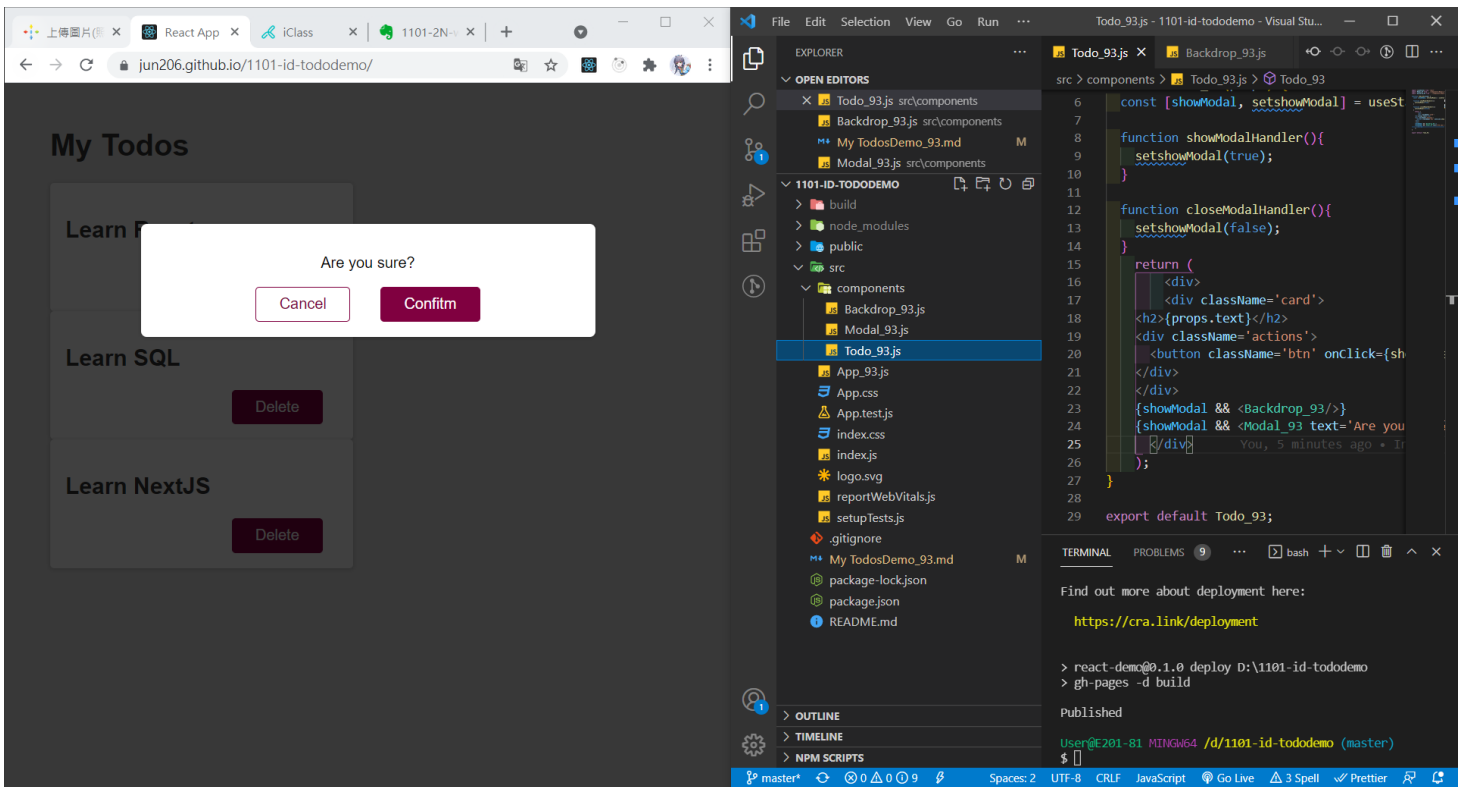 上傳圖片(
React App
iClass
1101-2N-
jun206.github.io/1101-id-tododemo/
My Todos
Learn
Are you sure?
Cancel
Confitm
Learn SQL
Delete
Learn NextJS
Delete
File Edit Selection View Go Run ···
Todo_93.js - 1101-id-tododemo - Visual Stu...
EXPLORER
OPEN EDITORS
Todo_93.js src\components
Backdrop_93.js src\components
My TodosDemo_93.md M
Modal_93.js src\components
1
1101-ID-TODODEMO
build
node_modules
public
src
components
Backdrop_93.js
Modal_93.js
Todo_93.js
App_93.js
App.css
App.test.js
index.css
index.js
logo.svg
reportWebVitals.js
setupTests.js
.gitignore
My TodosDemo_93.md M
package-lock.json
package.json
README.md
1
OUTLINE
TIMELINE
NPM SCRIPTS
Todo_93.js Backdrop_93.js
src > components > Todo_93.js > Todo_93
6 const [showModal, setshowModal] = useSt
7
8 function showModalHandler(){
9 setshowModal(true);
10 }
11
12 function closeModalHandler(){
13 setshowModal(false);
14 }
15 return (
16 <div>
17 <div className='card'>
18 <h2>{props.text}</h2>
19 <div className='actions'>
20 <button className='btn' onClick={sh
21 </div>
22 </div>
23 {showModal && <Backdrop_93/>}
24 {showModal && <Modal_93 text='Are you
25 </div> You, 5 minutes ago • In
26 );
27 }
28
29 export default Todo_93;
TERMINAL PROBLEMS 9 ··· bash
Find out more about deployment here:
https://cra.link/deployment
> react-demo@0.1.0 deploy D:\1101-id-tododemo
> gh-pages -d build
Published
User@E201-81 MINGW64 /d/1101-id-tododemo (master)
$
master* 0 0 9 Spaces: 2 UTF-8 CRLF JavaScript Go Live 3 Spell Prettier